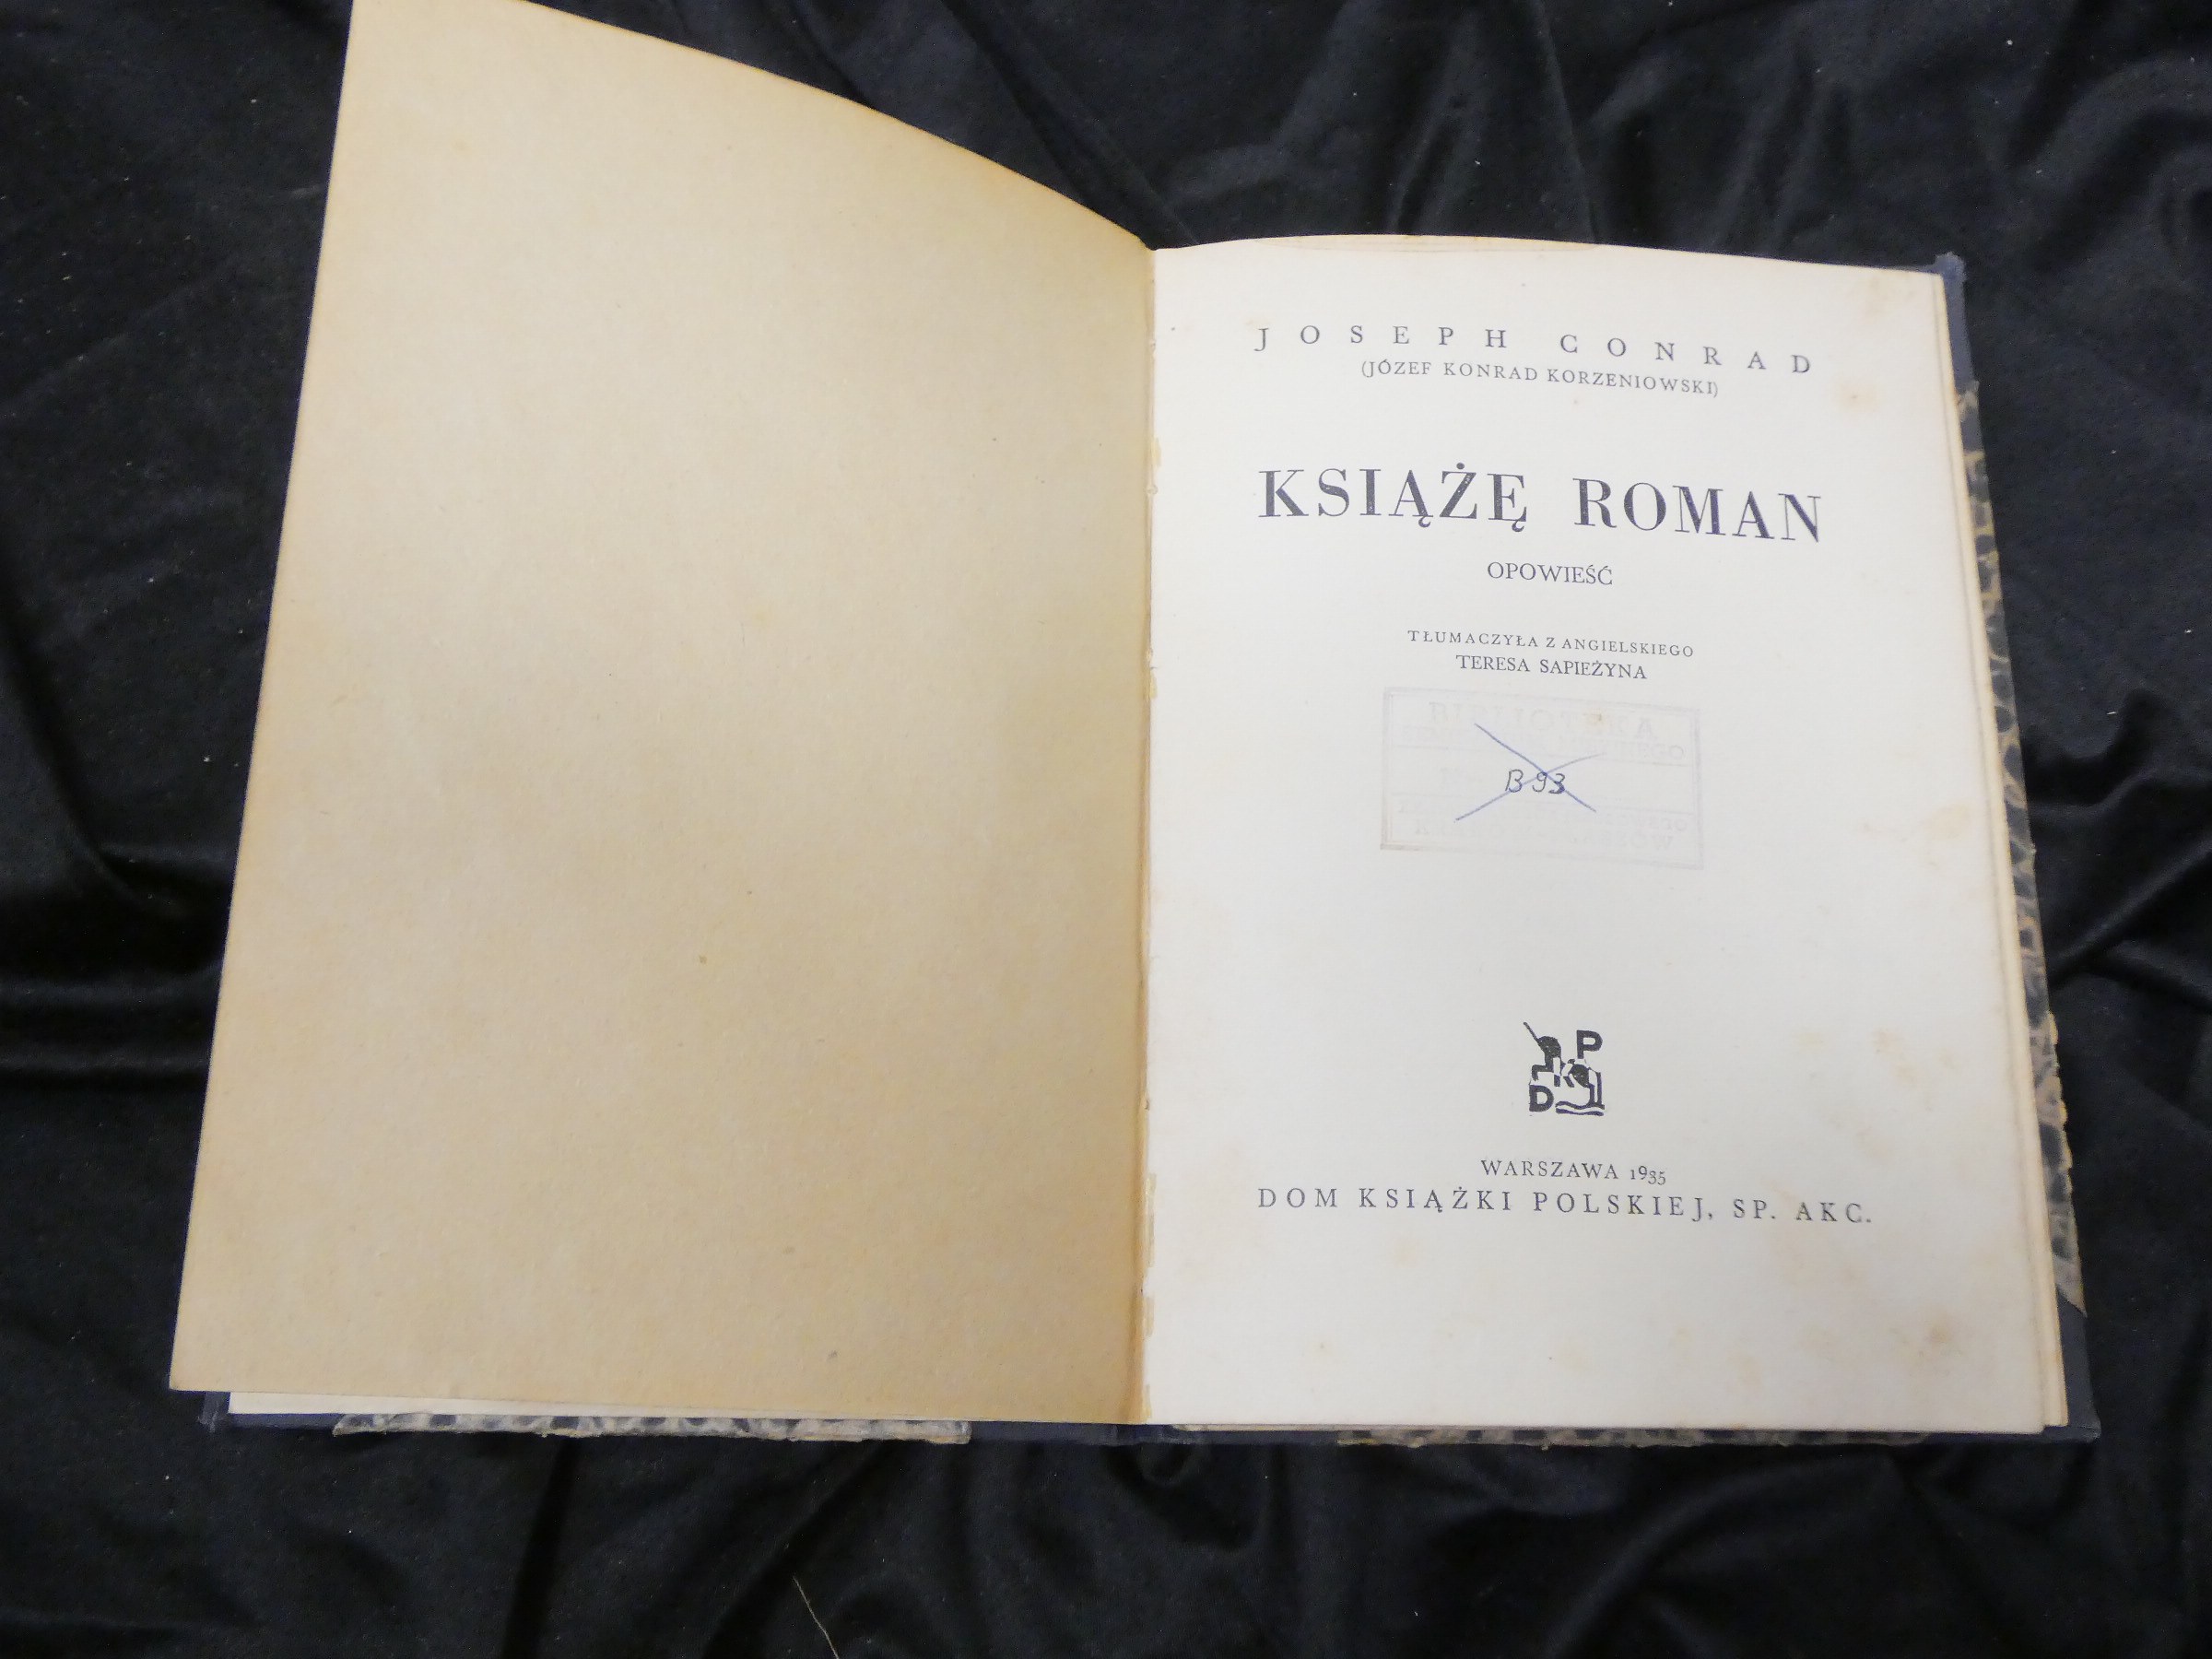 JOSEPH CONRAD
(JÓZEF KONRAD KORZENIOWSKI)
KSIĄŻĘ ROMAN
OPOWIEŚĆ
TŁUMACZYŁA Z ANGIELSKIEGO
TERESA SAPIEŻYNA
BIBLIOTEKA
B 93
P
K
D
WARSZAWA 1935
DOM KSIĄŻKI POLSKIEJ, SP. AKC.